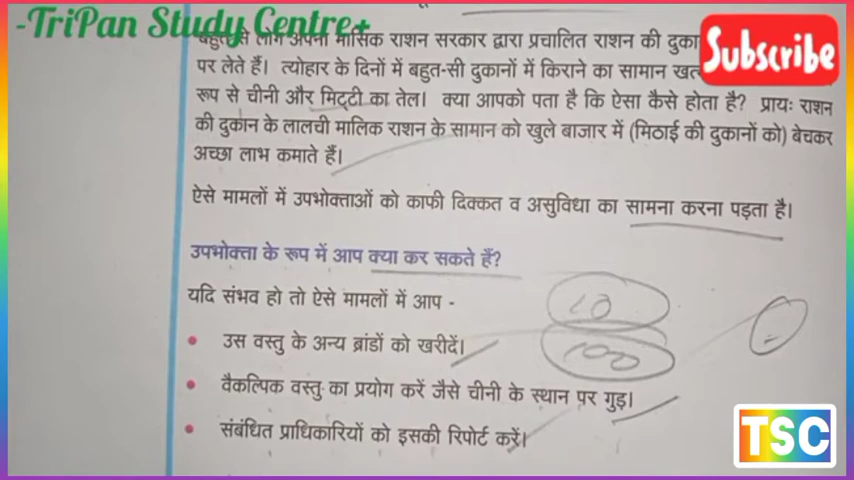 -TriPan Study Centre+
Subscribe
बहुत से लोग अपना मासिक राशन सरकार द्वारा प्रचालित राशन की दुका
पर लेते हैं। त्योहार के दिनों में बहुत-सी दुकानों में किराने का सामान खत्
रूप से चीनी और मिट्टी का तेल। क्या आपको पता है कि ऐसा कैसे होता है? प्रायः राशन
की दुकान के लालची मालिक राशन के सामान को खुले बाजार में (मिठाई की दुकानों को) बेचकर
अच्छा लाभ कमाते हैं।
ऐसे मामलों में उपभोक्ताओं को काफी दिक्कत व असुविधा का सामना करना पड़ता है।
उपभोक्ता के रूप में आप क्या कर सकते हैं?
यदि संभव हो तो ऐसे मामलों में आप -
10
• उस वस्तु के अन्य ब्रांडों को खरीदें।
100
• वैकल्पिक वस्तु का प्रयोग करें जैसे चीनी के स्थान पर गुड़।
• संबंधित प्राधिकारियों को इसकी रिपोर्ट करें।
TSC